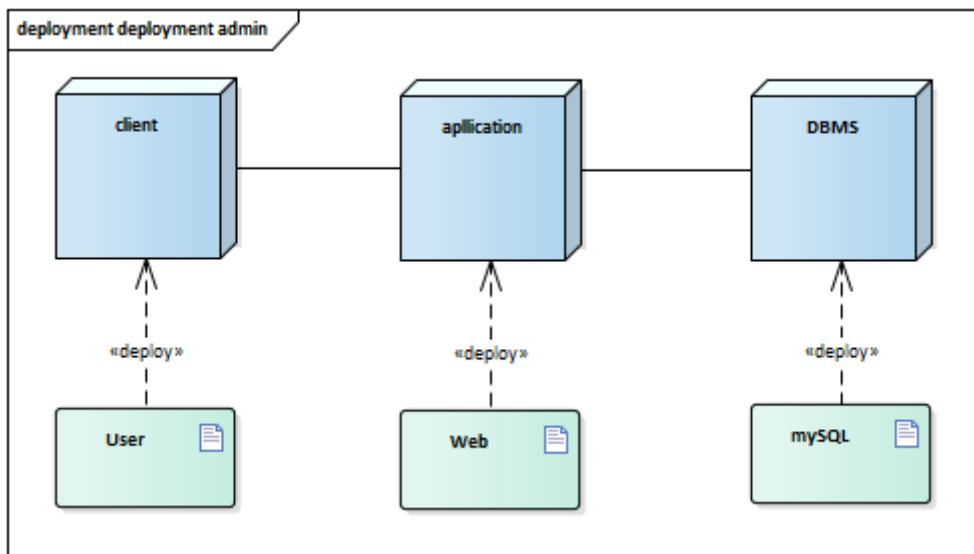 deployment deployment admin
client
apllication
DBMS
«deploy»
«deploy»
«deploy»
User
Web
mySQL